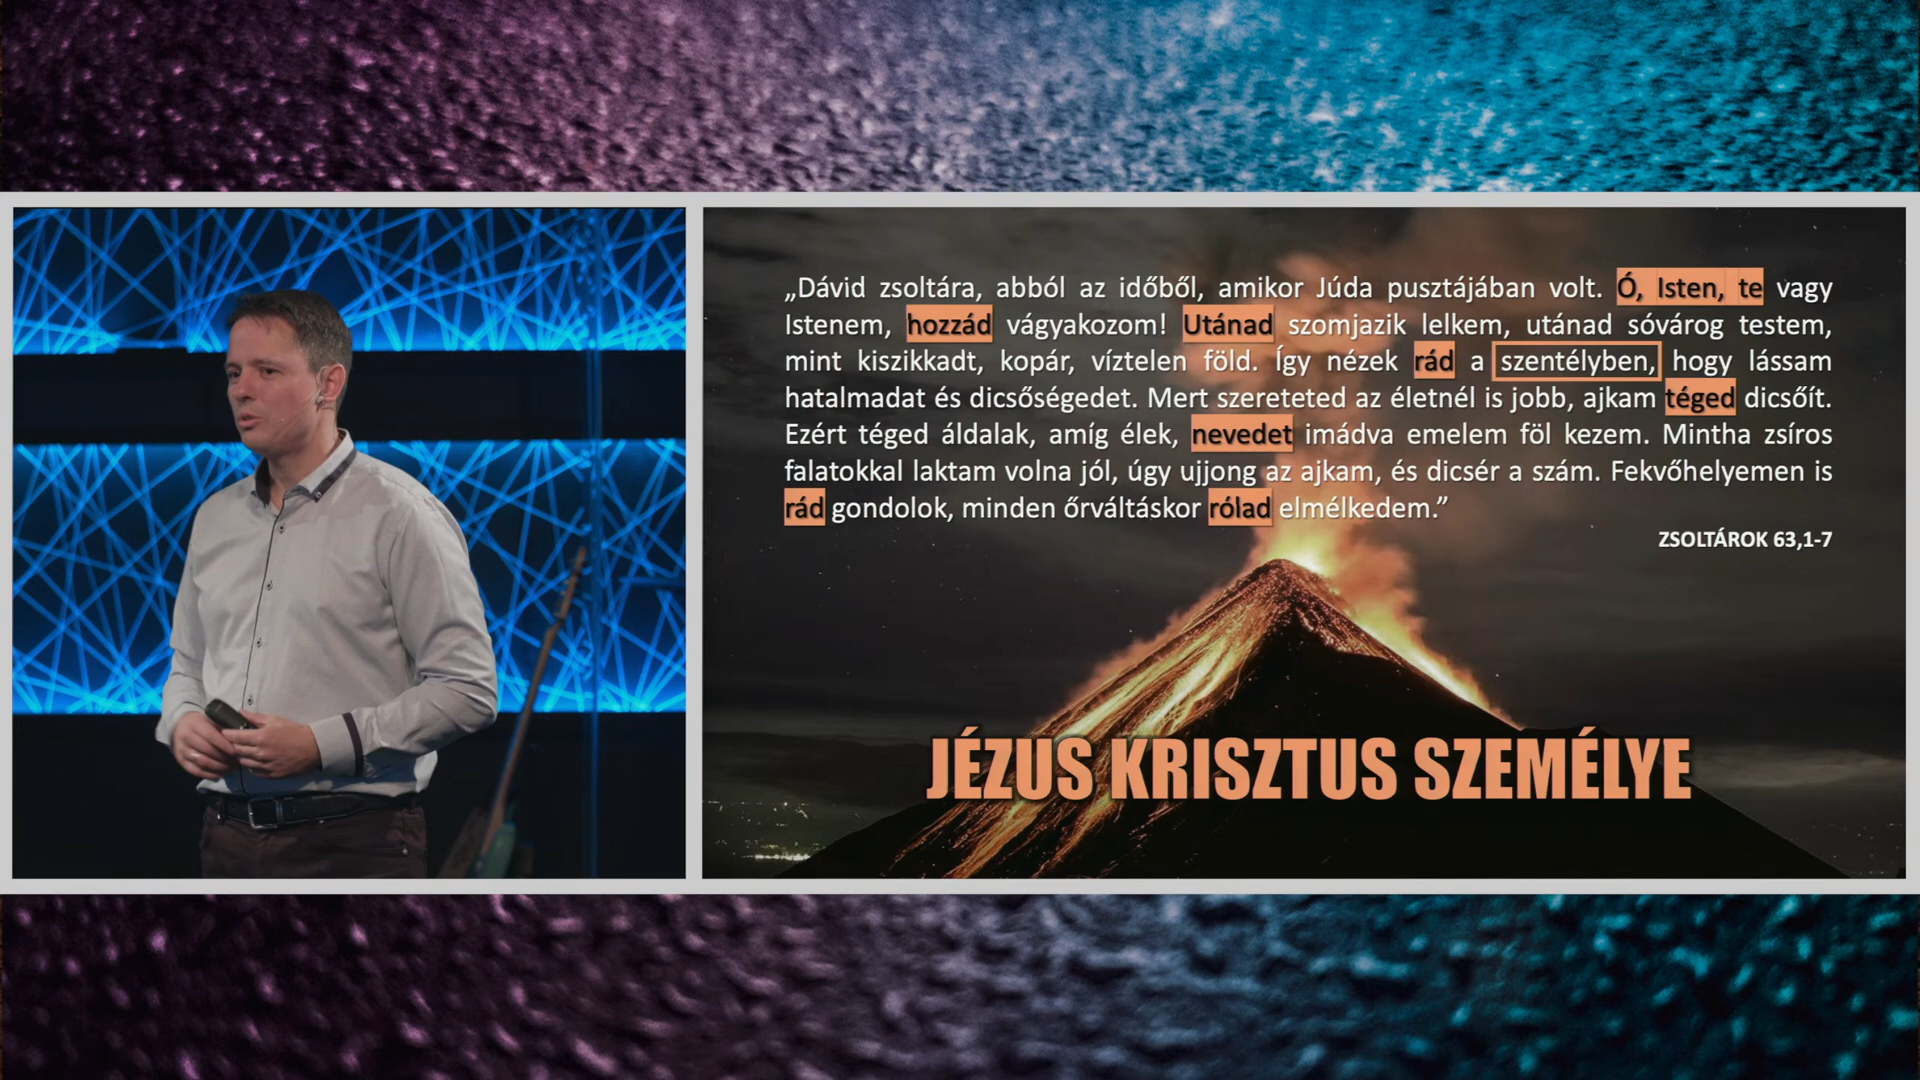 „Dávid zsoltára, abból az időből, amikor Júda pusztájában volt. Ó, Isten, te vagy
Istenem, hozzád vágyakozom! Utánad szomjazik lelkem, utánad sóvárog testem,
mint kiszikkadt, kopár, víztelen föld. Így nézek rád a szentélyben, hogy lássam
hatalmadat és dicsőségedet. Mert szereteted az életnél is jobb, ajkam téged dicsőít.
Ezért téged áldalak, amíg élek, nevedet imádva emelem föl kezem. Mintha zsíros
falatokkal laktam volna jól, úgy ujjong az ajkam, és dicsér a szám. Fekvőhelyemen is
rád gondolok, minden őrváltáskor rólad elmélkedem.”
ZSOLTÁROK 63,1-7
JÉZUS KRISZTUS SZEMÉLYE